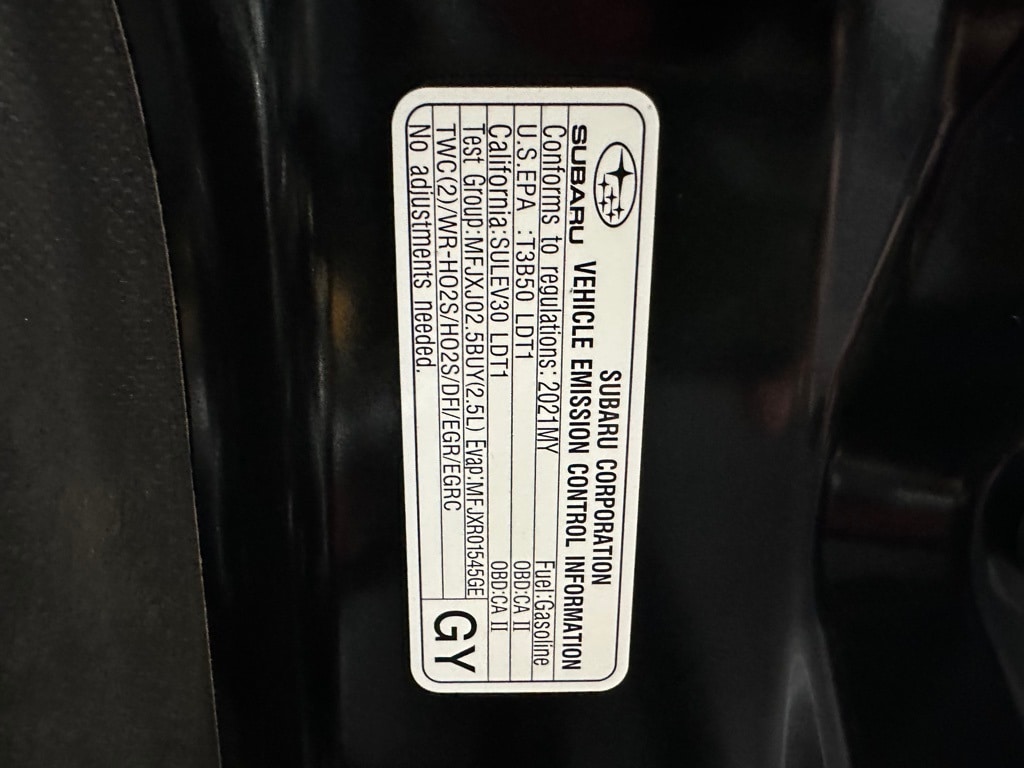 SUBARU CORPORATION
SUBARU VEHICLE EMISSION CONTROL INFORMATION
Conforms to regulations: 2021MY Fuel:Gasoline
U.S.EPA :T3B50 LDT1 OBD:CA II
California:SULEV30 LDT1 OBD:CA II
Test Group:MFJXJ02.5BUY(2.5L) Evap:MFJXR01545GE
TWC(2)/WR-HO2S/HO2S/DFI/EGR/EGRC
No adjustments needed.
GY